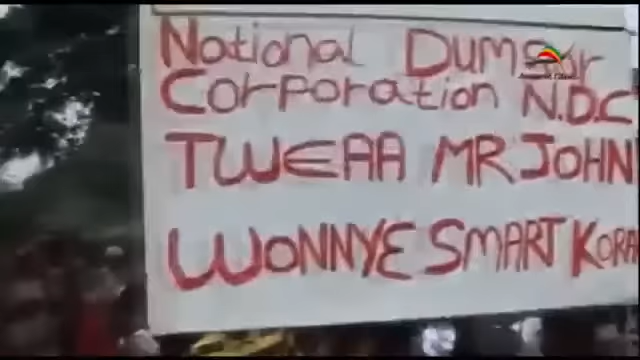 National Dumsor
Corporation N.D.C
TWEAA MR JOHN
WONNYE SMART KORA